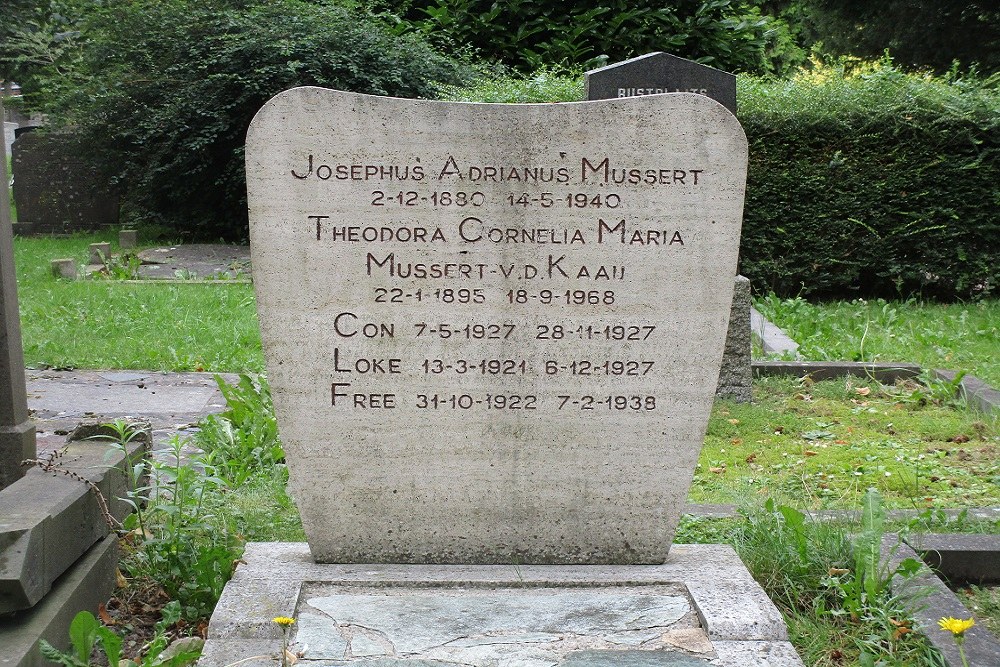 RUSTPLAATS
Josephus Adrianus Mussert
2-12-1880 14-5-1940
Theodora Cornelia Maria
Mussert-v.d.Kaaij
22-1-1895 18-9-1968
Con 7-5-1927 28-11-1927
Loke 13-3-1921 6-12-1927
Free 31-10-1922 7-2-1938